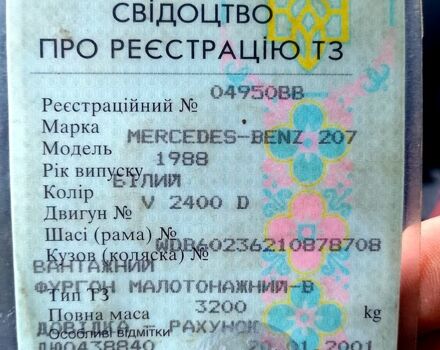 СВІДОЦТВО
ПРО РЕЄСТРАЦІЮ ТЗ
Реєстраційний № 04950ВВ
Марка
MERCEDES-BENZ 207
Модель
Рік випуску 1988
Колір БІЛИЙ
Двигун № V 2400 D
Шасі (рама) №
Кузов (коляска) № WDB60236210878708
ВАНТАЖНИЙ
ФУРГОН МАЛОТОНАЖНИЙ-В
Тип ТЗ
Повна маса 3200 kg
ДОВІДКА - РАХУНОК
Особливі відмітки
20.01.2001